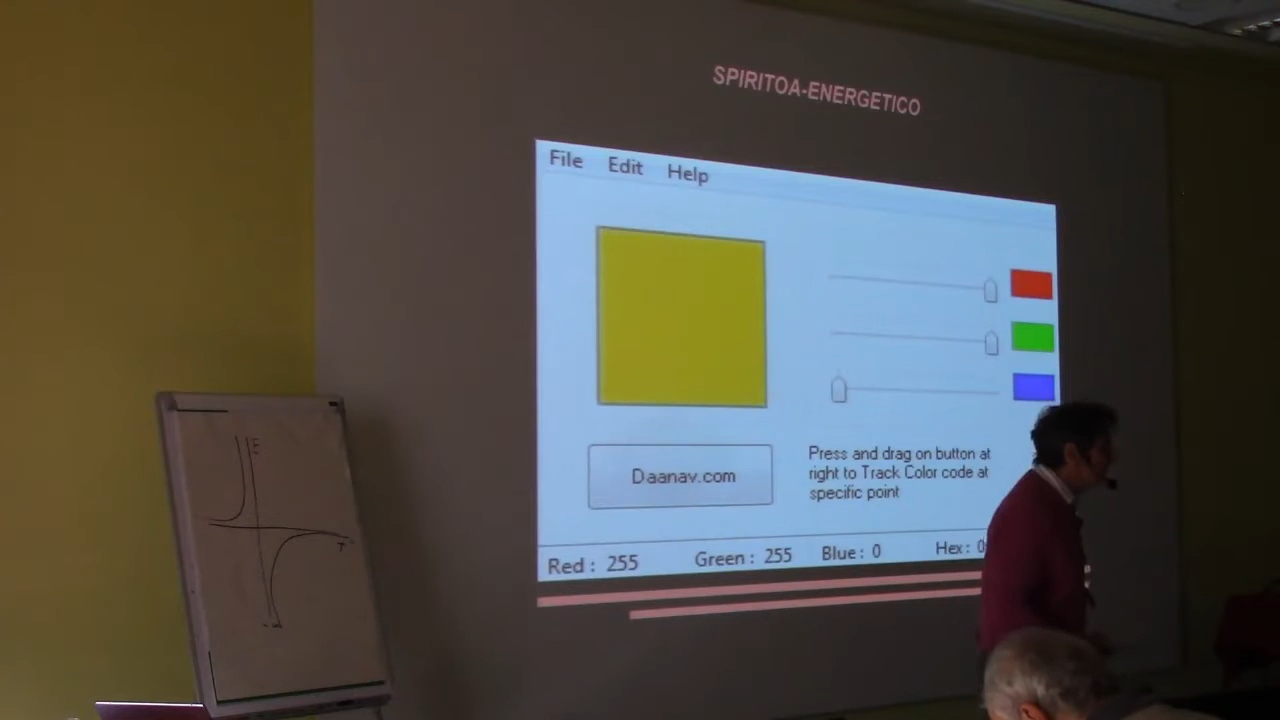 SPIRITOA-ENERGETICO
File Edit Help
Daanav.com
Press and drag on button at
right to Track Color code at
specific point
Red : 255 Green : 255 Blue : 0 Hex : 0
E
T